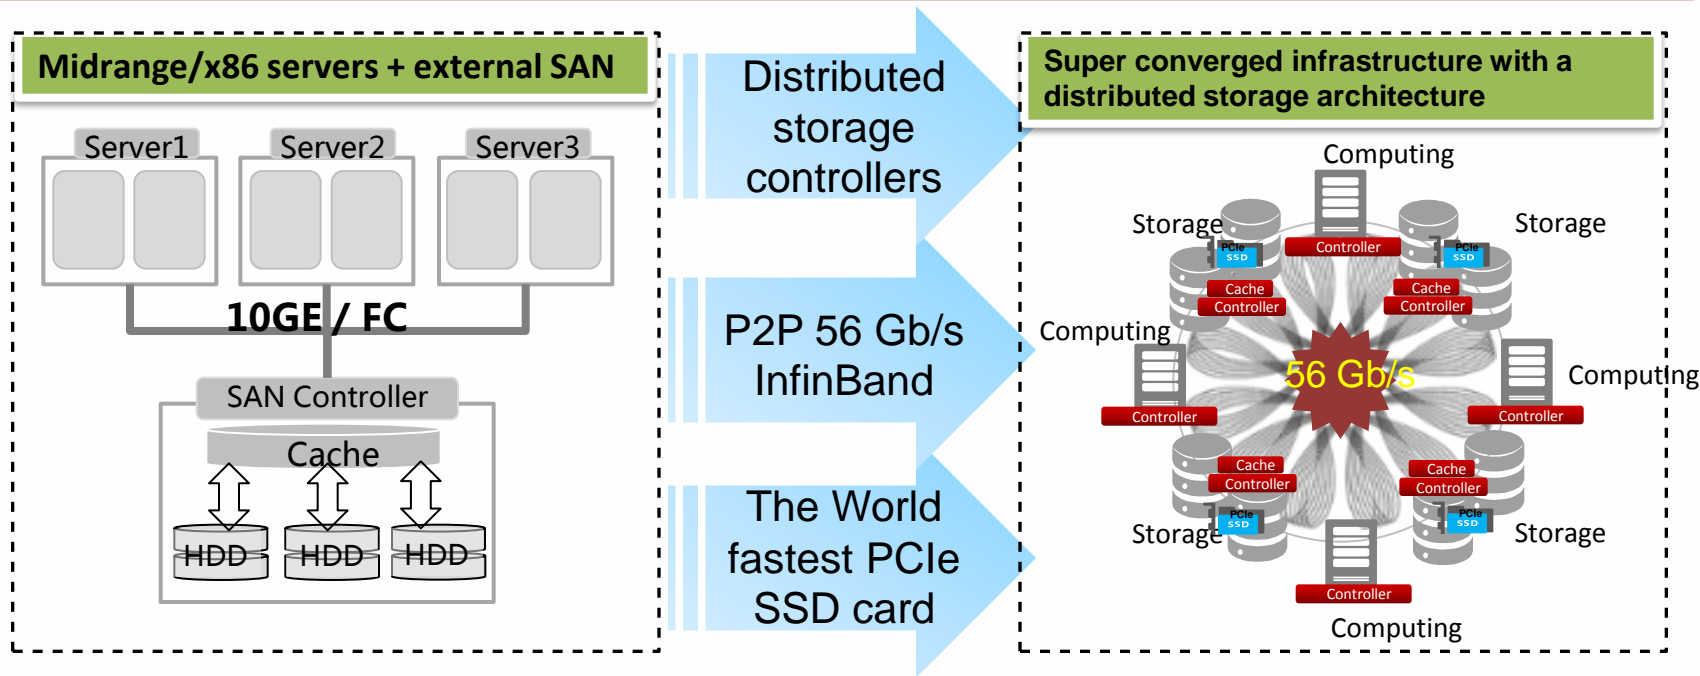 Midrange/x86 servers + external SAN
Server1
Server2
Server3
10GE / FC
SAN Controller
Cache
HDD
HDD
HDD
Distributed
storage
controllers
P2P 56 Gb/s
InfinBand
The World
fastest PCIe
SSD card
Super converged infrastructure with a
distributed storage architecture
Computing
Controller
Storage
PCIe
SSD
Cache
Controller
Storage
PCIe
SSD
Cache
Controller
Computing
Controller
56 Gb/s
Computing
Controller
Cache
Controller
PCIe
SSD
Storage
Cache
Controller
PCIe
SSD
Storage
Controller
Computing